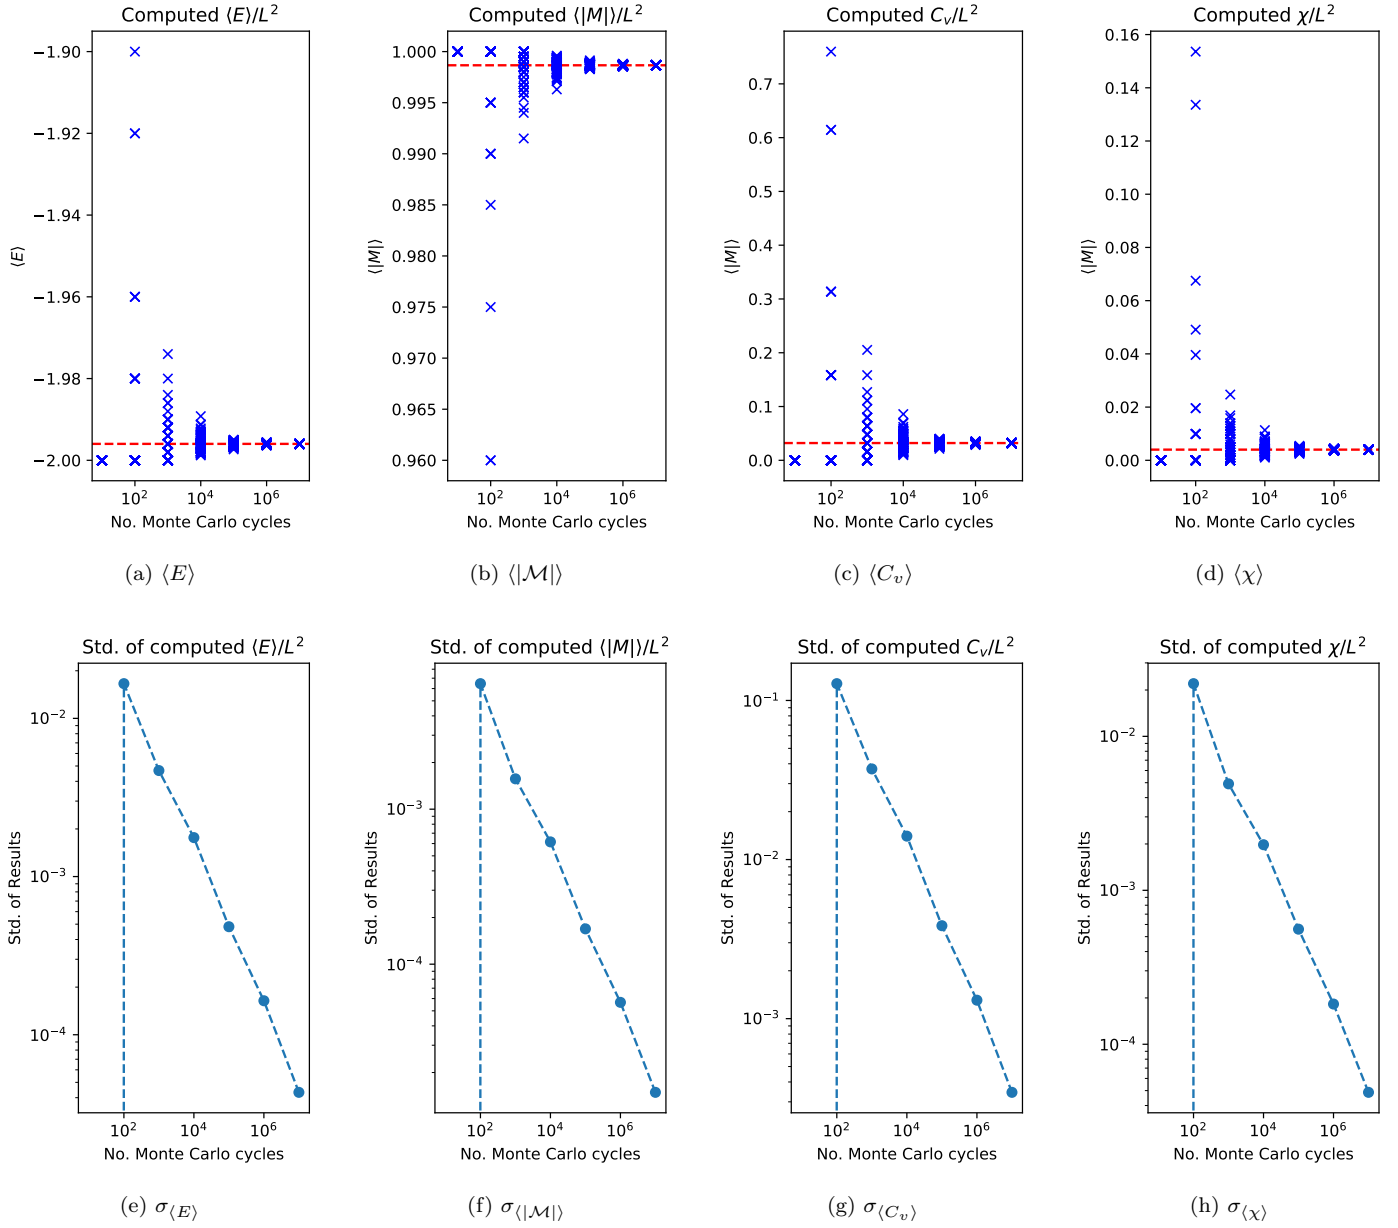 Computed ⟨E⟩/L²
⟨E⟩
−1.90
−1.92
−1.94
−1.96
−1.98
−2.00
10² 10⁴ 10⁶
No. Monte Carlo cycles
(a) ⟨E⟩
Computed ⟨|M|⟩/L²
⟨|M|⟩
1.000
0.995
0.990
0.985
0.980
0.975
0.970
0.965
0.960
10² 10⁴ 10⁶
No. Monte Carlo cycles
(b) ⟨|ℳ|⟩
Computed Cᵥ/L²
⟨|M|⟩
0.7
0.6
0.5
0.4
0.3
0.2
0.1
0.0
10² 10⁴ 10⁶
No. Monte Carlo cycles
(c) ⟨Cᵥ⟩
Computed χ/L²
⟨|M|⟩
0.16
0.14
0.12
0.10
0.08
0.06
0.04
0.02
0.00
10² 10⁴ 10⁶
No. Monte Carlo cycles
(d) ⟨χ⟩
Std. of computed ⟨E⟩/L²
Std. of Results
10⁻²
10⁻³
10⁻⁴
10² 10⁴ 10⁶
No. Monte Carlo cycles
(e) σ⟨E⟩
Std. of computed ⟨|M|⟩/L²
Std. of Results
10⁻³
10⁻⁴
10² 10⁴ 10⁶
No. Monte Carlo cycles
(f) σ⟨|ℳ|⟩
Std. of computed Cᵥ/L²
Std. of Results
10⁻¹
10⁻²
10⁻³
10² 10⁴ 10⁶
No. Monte Carlo cycles
(g) σ⟨Cᵥ⟩
Std. of computed χ/L²
Std. of Results
10⁻²
10⁻³
10⁻⁴
10² 10⁴ 10⁶
No. Monte Carlo cycles
(h) σ⟨χ⟩